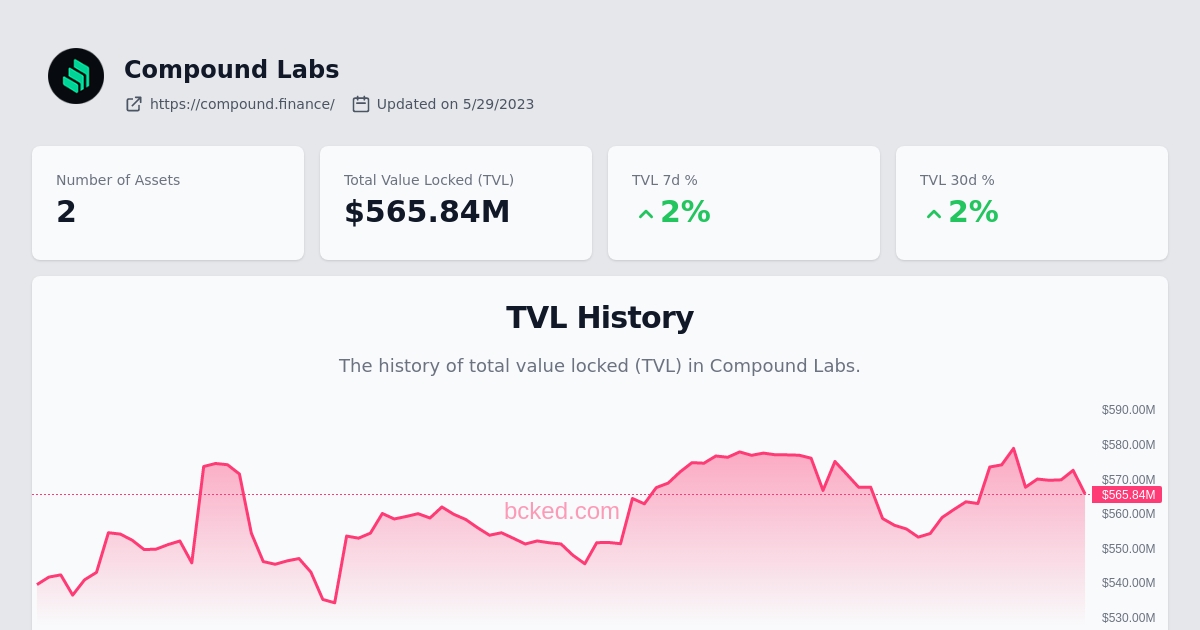 Compound Labs
https://compound.finance/ Updated on 5/29/2023
Number of Assets
2
Total Value Locked (TVL)
$565.84M
TVL 7d %
2%
TVL 30d %
2%
TVL History
The history of total value locked (TVL) in Compound Labs.
$590.00M
$580.00M
$570.00M
$565.84M
$560.00M
$550.00M
$540.00M
$530.00M
bcked.com